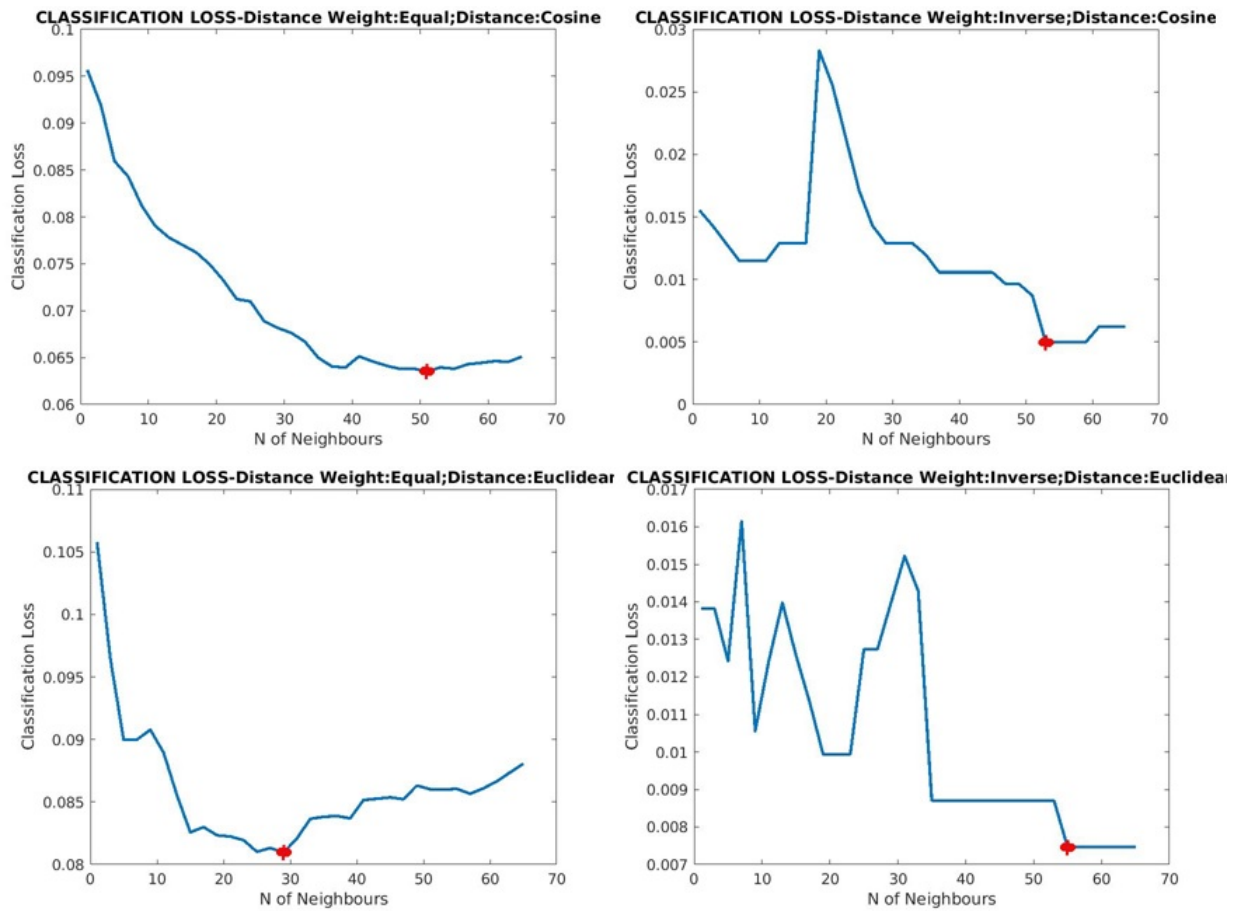 CLASSIFICATION LOSS-Distance Weight:Equal;Distance:Cosine
0.1
0.095
0.09
0.085
0.08
0.075
0.07
0.065
0.06
Classification Loss
0 10 20 30 40 50 60 70
N of Neighbours
CLASSIFICATION LOSS-Distance Weight:Inverse;Distance:Cosine
0.03
0.025
0.02
0.015
0.01
0.005
0
Classification Loss
0 10 20 30 40 50 60 70
N of Neighbours
CLASSIFICATION LOSS-Distance Weight:Equal;Distance:Euclidear
0.11
0.105
0.1
0.095
0.09
0.085
0.08
Classification Loss
0 10 20 30 40 50 60 70
N of Neighbours
CLASSIFICATION LOSS-Distance Weight:Inverse;Distance:Euclidear
0.017
0.016
0.015
0.014
0.013
0.012
0.011
0.01
0.009
0.008
0.007
Classification Loss
0 10 20 30 40 50 60 70
N of Neighbours